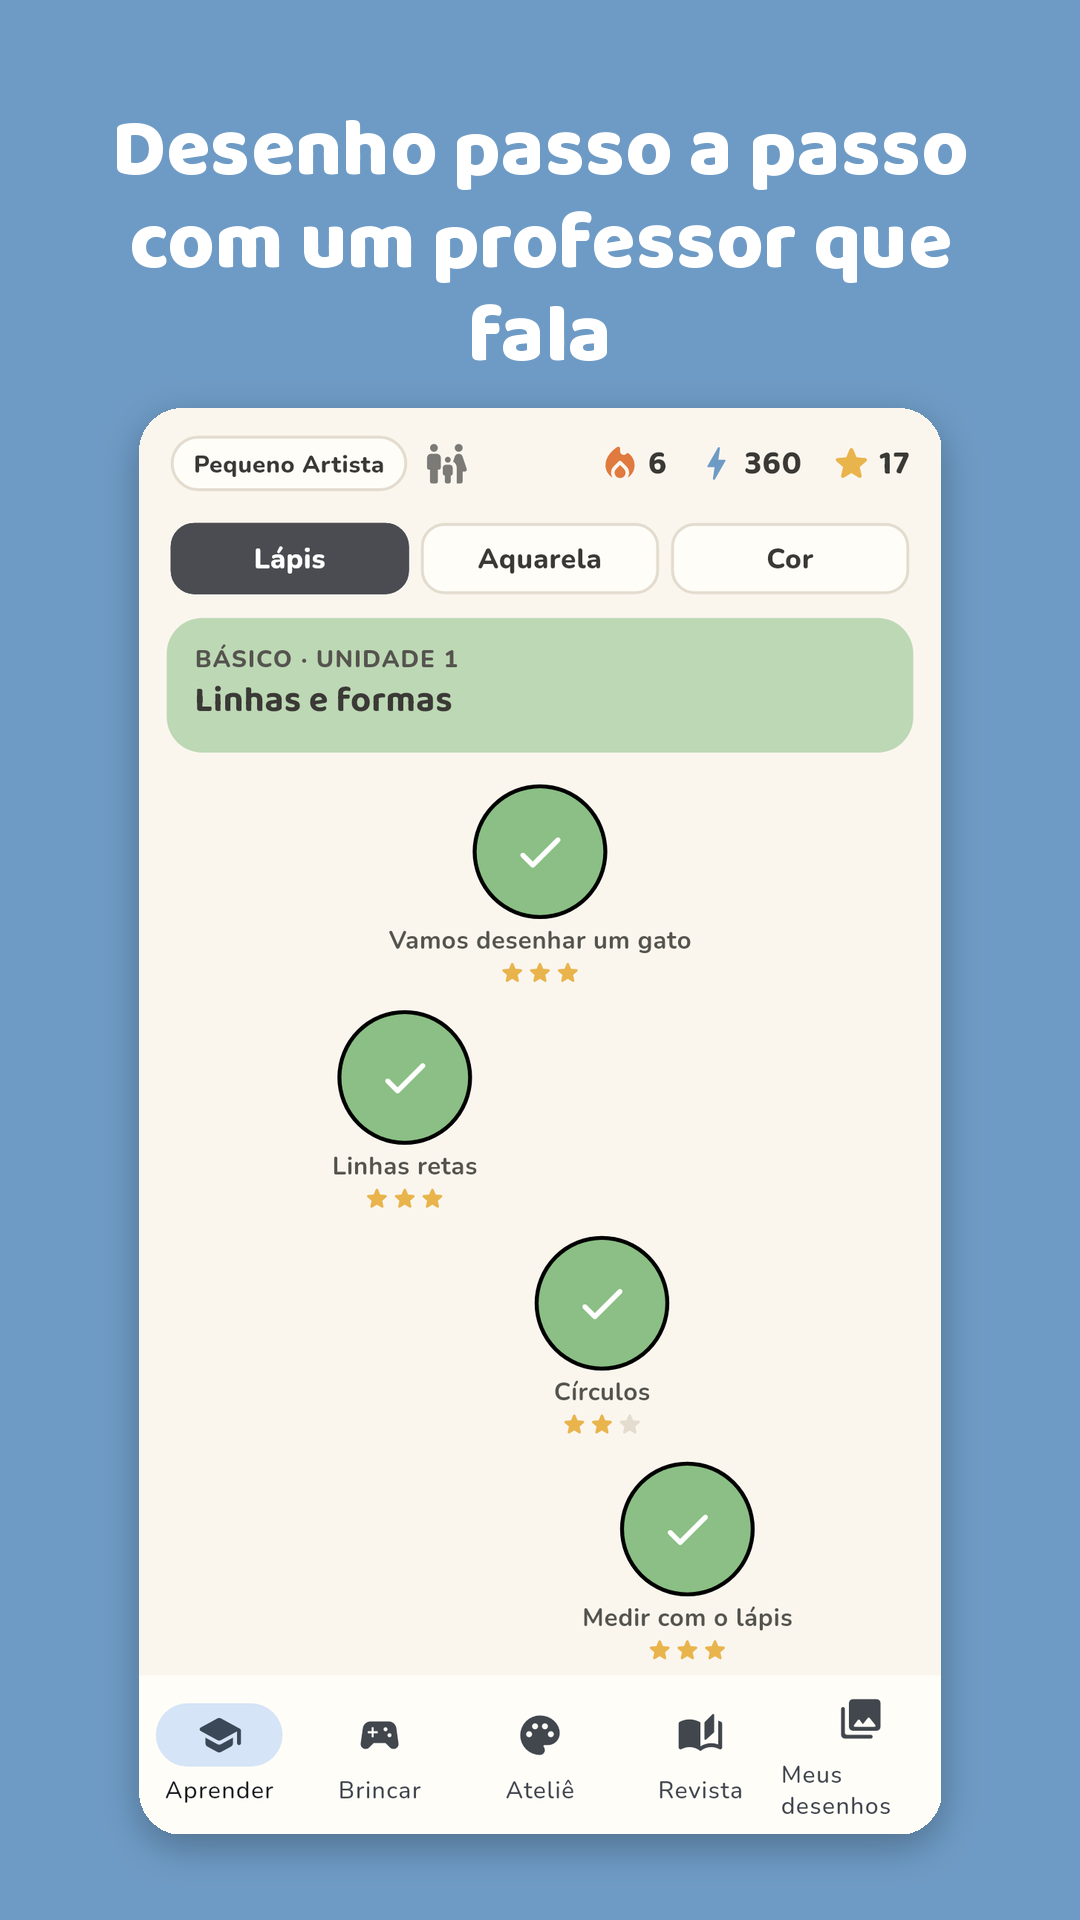 Desenho passo a passo
com um professor que
fala
Pequeno Artista
6
360
17
Lápis
Aquarela
Cor
BÁSICO · UNIDADE 1
Linhas e formas
Vamos desenhar um gato
Linhas retas
Círculos
Medir com o lápis
Aprender
Brincar
Ateliê
Revista
Meus
desenhos